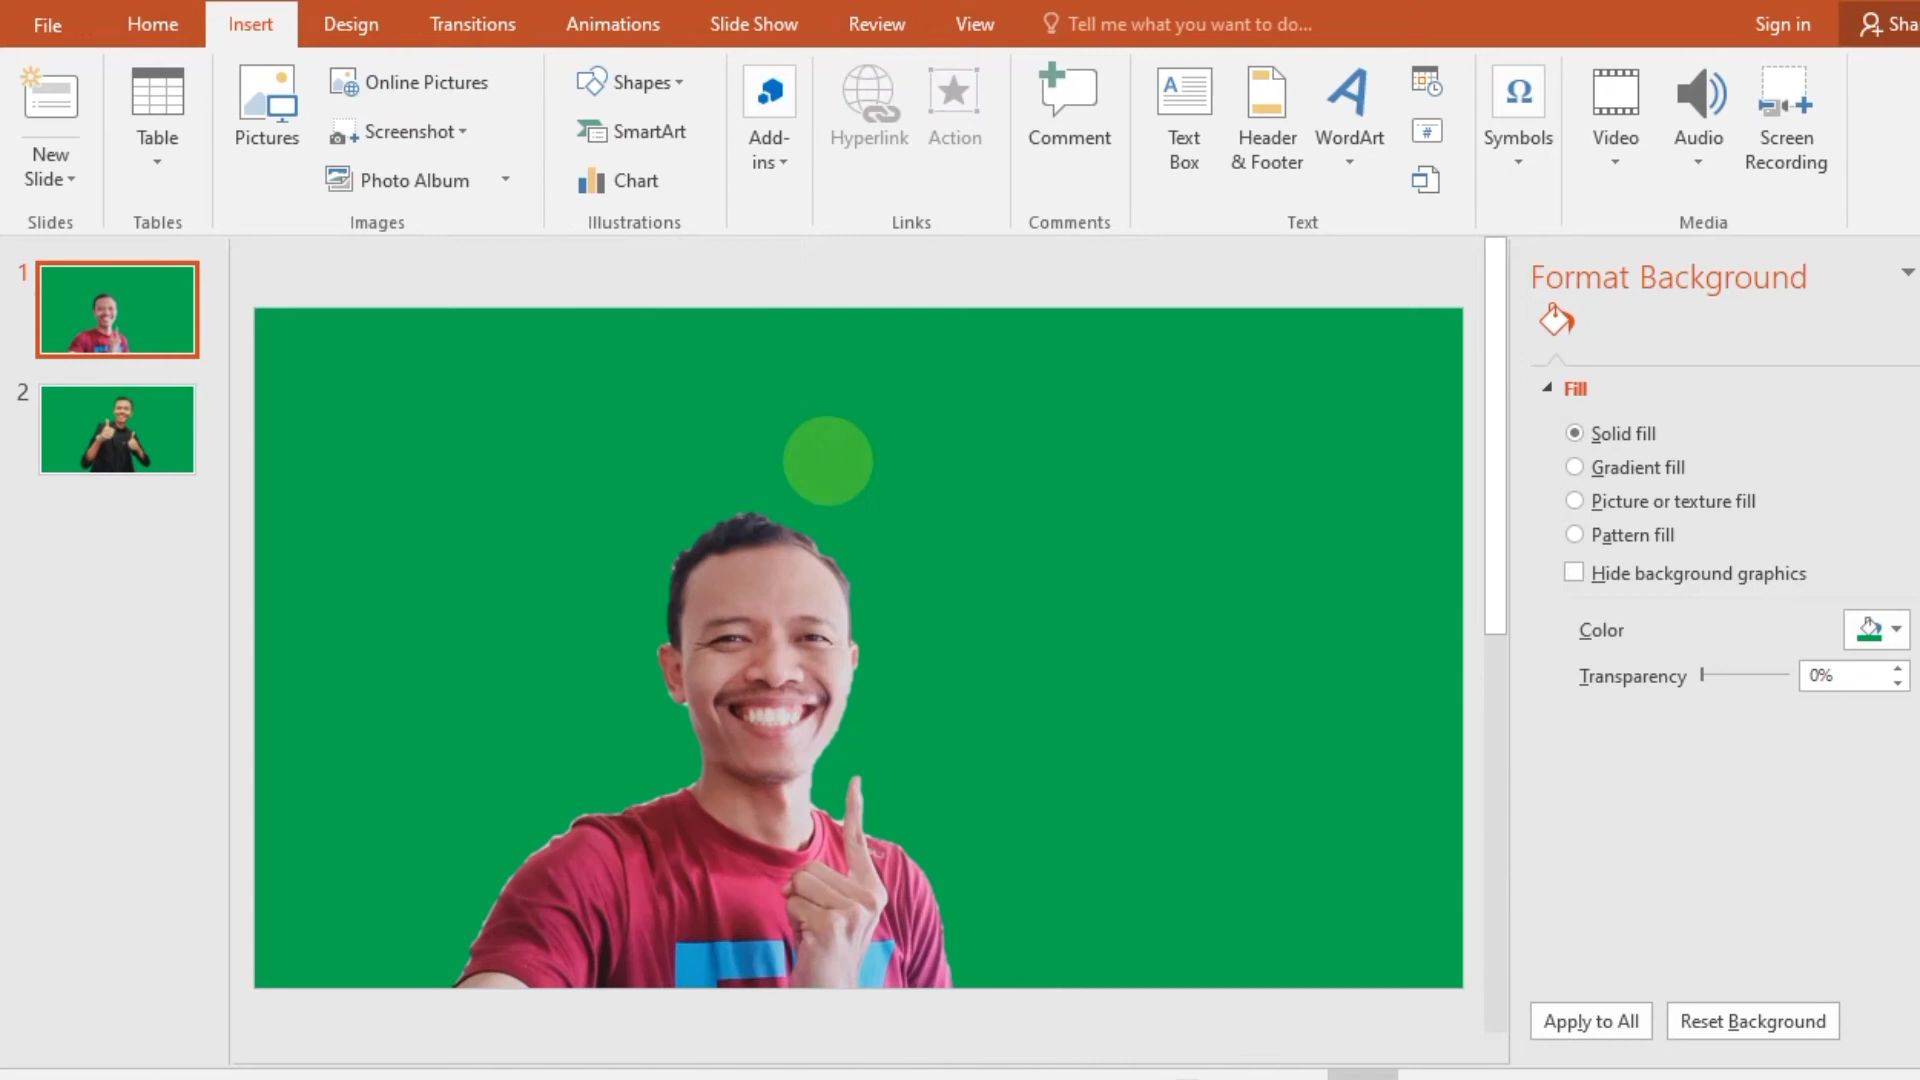 File Home Insert Design Transitions Animations Slide Show Review View Tell me what you want to do... Sign in
New Slide
Slides
Table
Tables
Pictures
Online Pictures
Screenshot
Photo Album
Images
Shapes
SmartArt
Chart
Illustrations
Add-
ins
Hyperlink
Action
Links
Comment
Comments
Text
Box
Header
& Footer
WordArt
#
Text
Ω
Symbols
Video
Audio
Screen
Recording
Media
1
2
Format Background
Fill
Solid fill
Gradient fill
Picture or texture fill
Pattern fill
Hide background graphics
Color
Transparency 0%
Apply to All Reset Background